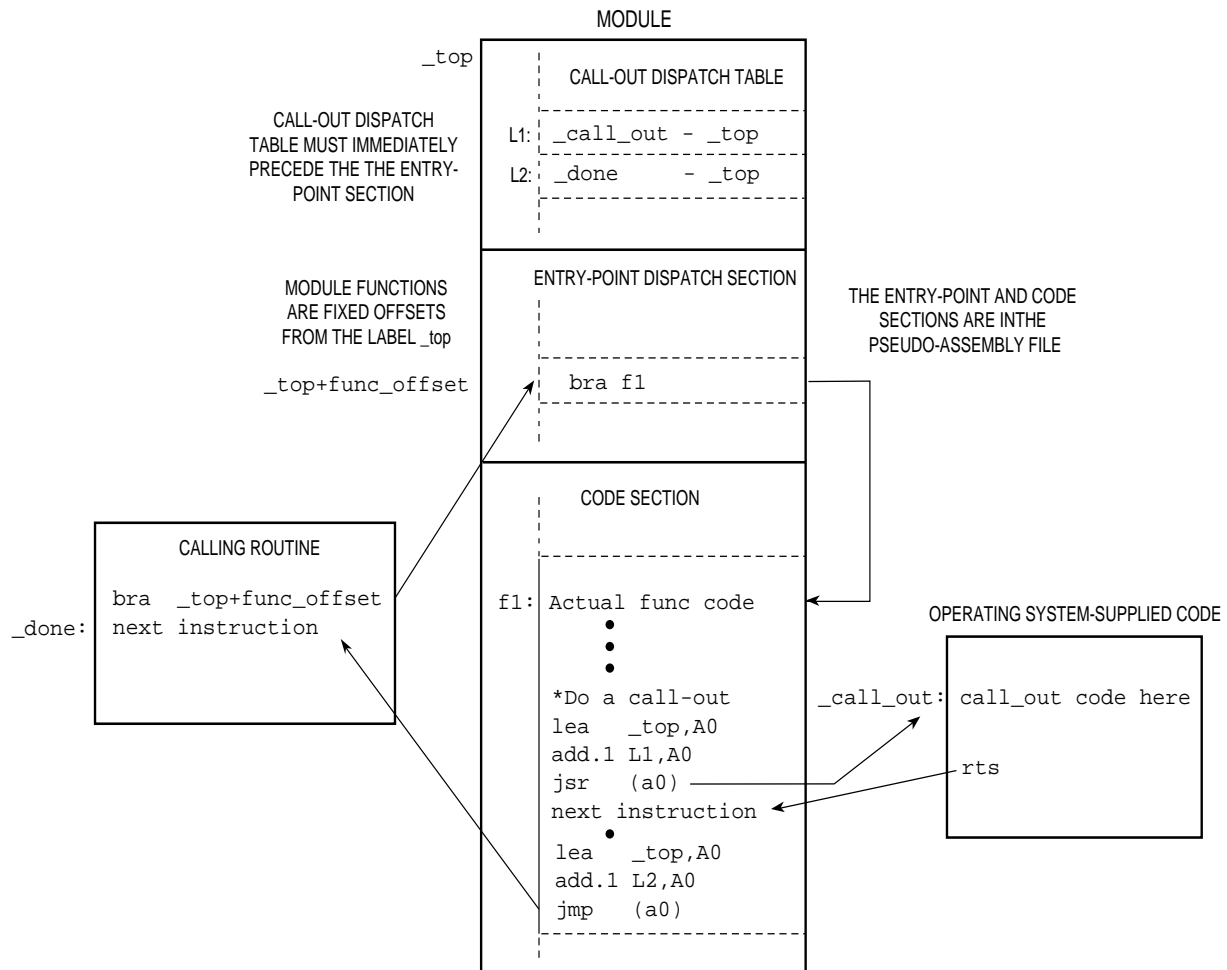 MODULE
_top
CALL-OUT DISPATCH TABLE
CALL-OUT DISPATCH
TABLE MUST IMMEDIATELY
PRECEDE THE THE ENTRY-
POINT SECTION
L1: _call_out - _top
L2: _done - _top
ENTRY-POINT DISPATCH SECTION
MODULE FUNCTIONS
ARE FIXED OFFSETS
FROM THE LABEL _top
THE ENTRY-POINT AND CODE
SECTIONS ARE INTHE
PSEUDO-ASSEMBLY FILE
_top+func_offset
bra f1
CODE SECTION
CALLING ROUTINE
bra _top+func_offset
_done: next instruction
f1: Actual func code
*Do a call-out
lea _top,A0
add.1 L1,A0
jsr (a0)
next instruction
lea _top,A0
add.1 L2,A0
jmp (a0)
OPERATING SYSTEM-SUPPLIED CODE
_call_out: call_out code here
rts